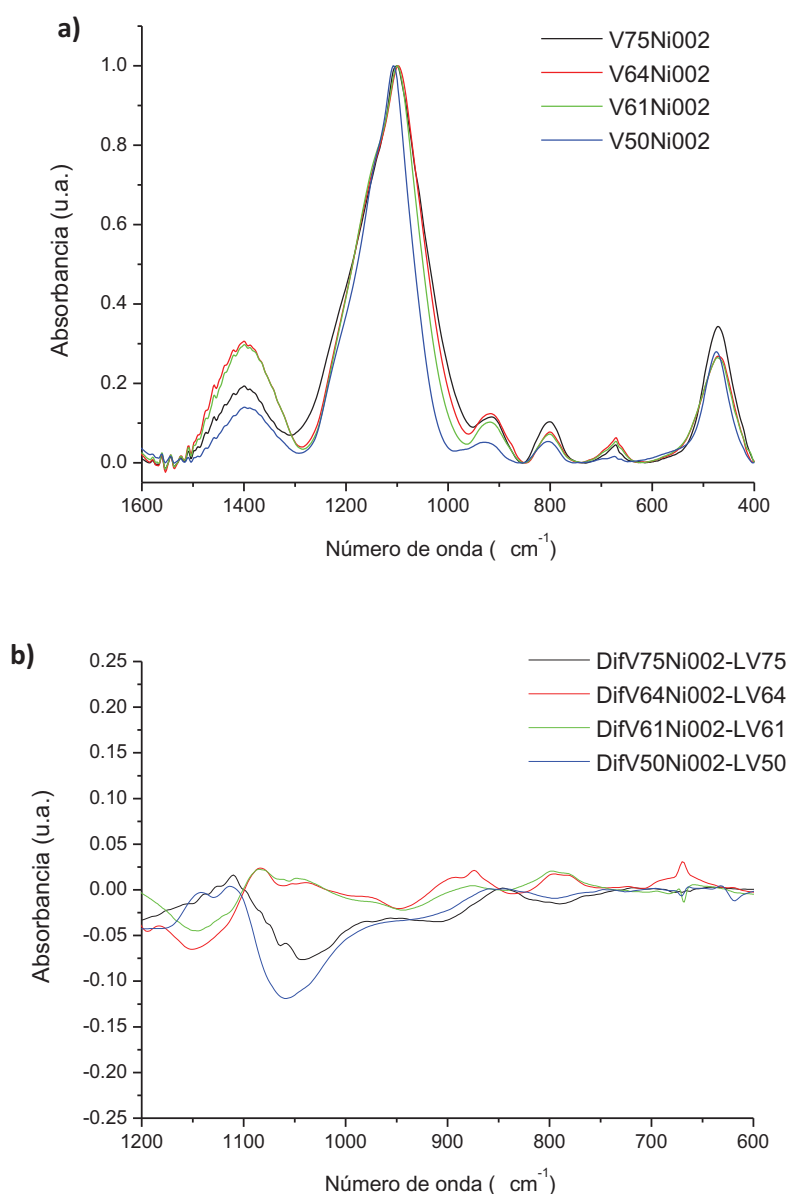 a)
V75Ni002
V64Ni002
V61Ni002
V50Ni002
1.0
0.8
0.6
0.4
0.2
0.0
Absorbancia (u.a.)
1600 1400 1200 1000 800 600 400
Número de onda ( cm⁻¹)
b)
DifV75Ni002-LV75
DifV64Ni002-LV64
DifV61Ni002-LV61
DifV50Ni002-LV50
0.25
0.20
0.15
0.10
0.05
0.00
-0.05
-0.10
-0.15
-0.20
-0.25
Absorbancia (u.a.)
1200 1100 1000 900 800 700 600
Número de onda ( cm⁻¹)